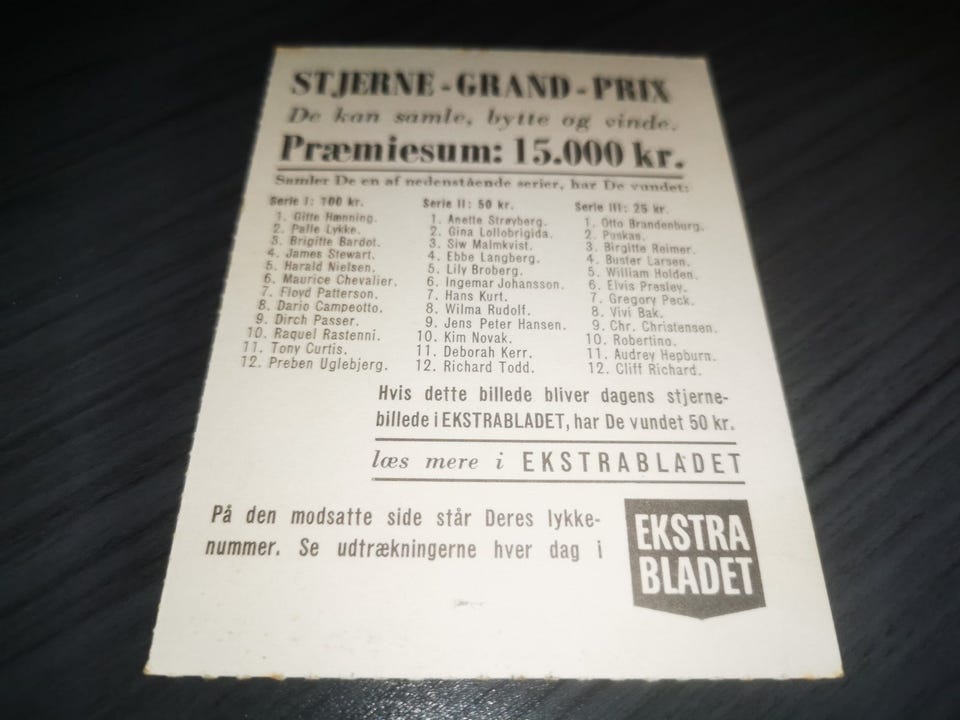 STJERNE-GRAND-PRIX
De kan samle, bytte og vinde.
Præmiesum: 15.000 kr.
Samler De en af nedenstående serier, har De vundet:
Serie I: 100 kr.
1. Gitte Hænning.
2. Palle Lykke.
3. Brigitte Bardot.
4. James Stewart.
5. Harald Nielsen.
6. Maurice Chevalier.
7. Floyd Patterson.
8. Dario Campeotto.
9. Dirch Passer.
10. Raquel Rastenni.
11. Tony Curtis.
12. Preben Uglebjerg.
Serie II: 50 kr.
1. Anette Strøyberg.
2. Gina Lollobrigida.
3. Siw Malmkvist.
4. Ebbe Langberg.
5. Lily Broberg.
6. Ingemar Johansson.
7. Hans Kurt.
8. Wilma Rudolf.
9. Jens Peter Hansen.
10. Kim Novak.
11. Deborah Kerr.
12. Richard Todd.
Serie III: 25 kr.
1. Otto Brandenburg.
2. Puskas.
3. Birgitte Reimer.
4. Buster Larsen.
5. William Holden.
6. Elvis Presley.
7. Gregory Peck.
8. Vivi Bak.
9. Chr. Christensen.
10. Robertino.
11. Audrey Hepburn.
12. Cliff Richard.
Hvis dette billede bliver dagens stjerne-
billede i EKSTRABLADET, har De vundet 50 kr.
læs mere i EKSTRABLADET
På den modsatte side står Deres lykke-
nummer. Se udtrækningerne hver dag i
EKSTRA
BLADET